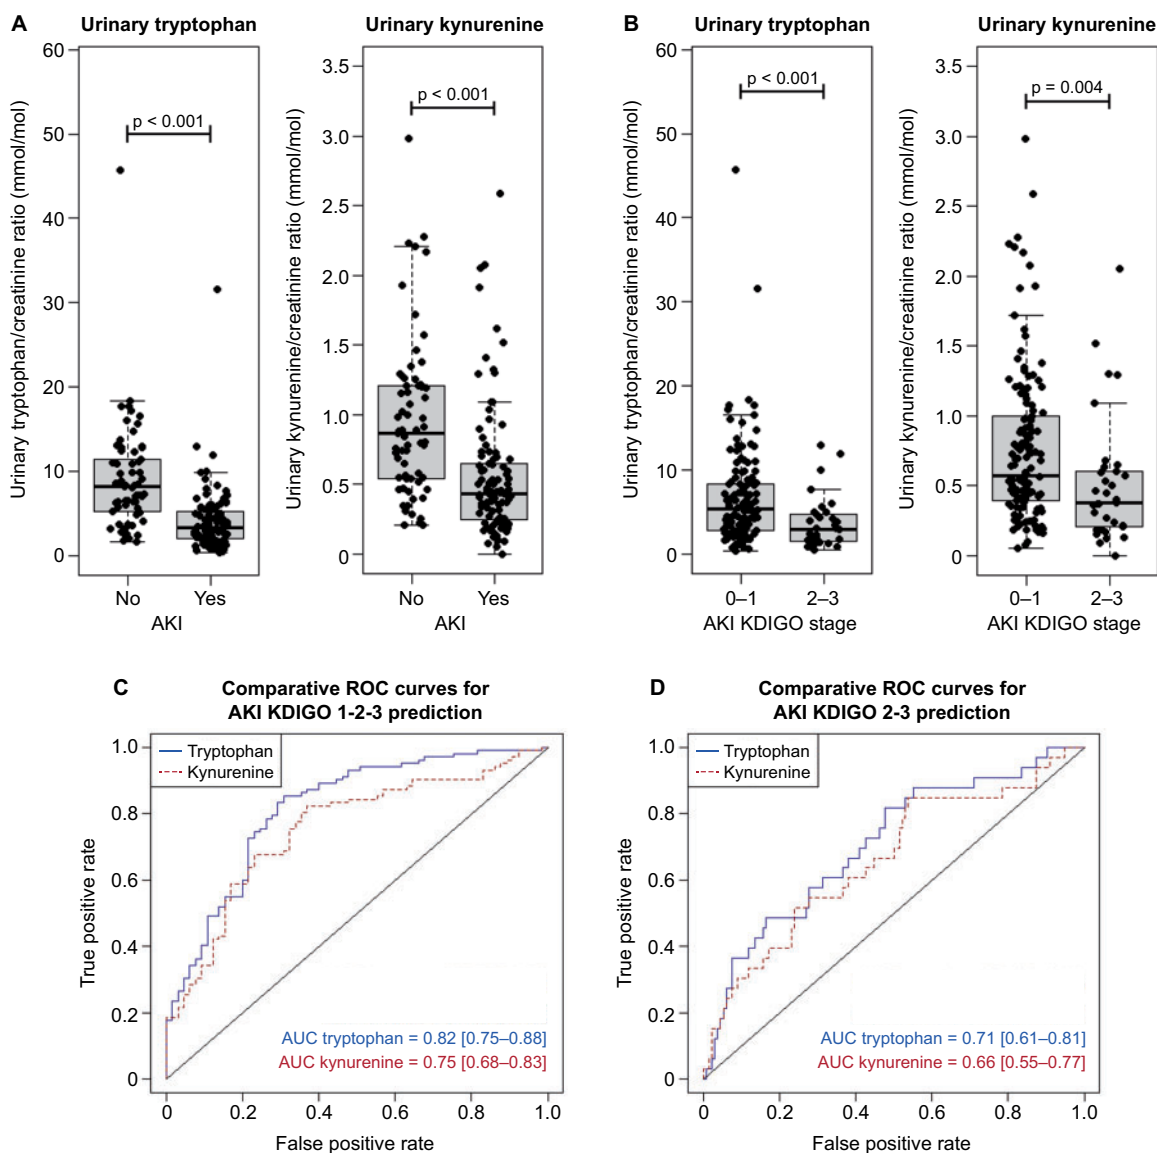 A
Urinary tryptophan
Urinary kynurenine
B
Urinary tryptophan
Urinary kynurenine
Urinary tryptophan/creatinine ratio (mmol/mol)
60
50
40
30
20
10
0
p < 0.001
No
Yes
AKI
Urinary kynurenine/creatinine ratio (mmol/mol)
3.5
3.0
2.5
2.0
1.5
1.0
0.5
0
p < 0.001
No
Yes
AKI
Urinary tryptophan/creatinine ratio (mmol/mol)
60
50
40
30
20
10
0
p < 0.001
0–1
2–3
AKI KDIGO stage
Urinary kynurenine/creatinine ratio (mmol/mol)
3.5
3.0
2.5
2.0
1.5
1.0
0.5
0
p = 0.004
0–1
2–3
AKI KDIGO stage
C
Comparative ROC curves for
AKI KDIGO 1-2-3 prediction
Tryptophan
Kynurenine
True positive rate
1.0
0.8
0.6
0.4
0.2
0
AUC tryptophan = 0.82 [0.75–0.88]
AUC kynurenine = 0.75 [0.68–0.83]
0
0.2
0.4
0.6
0.8
1.0
False positive rate
D
Comparative ROC curves for
AKI KDIGO 2-3 prediction
Tryptophan
Kynurenine
True positive rate
1.0
0.8
0.6
0.4
0.2
0
AUC tryptophan = 0.71 [0.61–0.81]
AUC kynurenine = 0.66 [0.55–0.77]
0
0.2
0.4
0.6
0.8
1.0
False positive rate